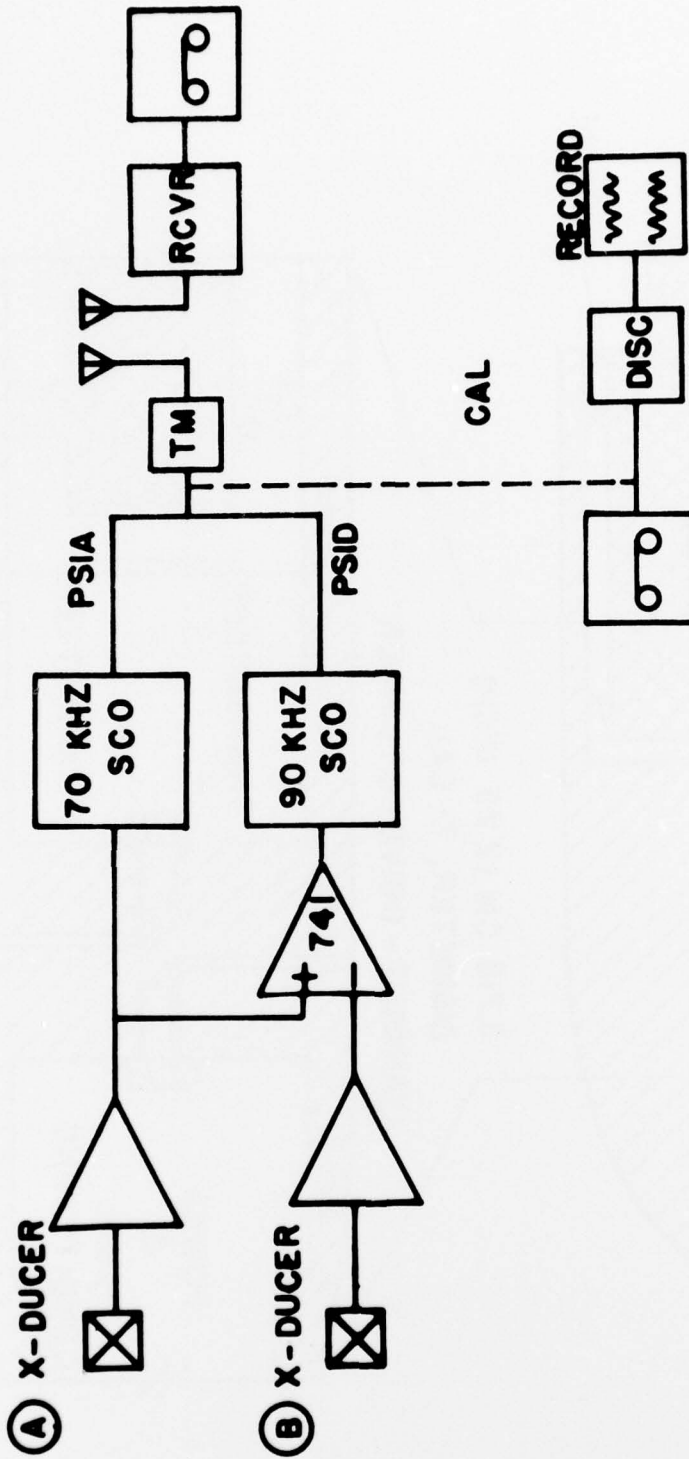 A X-DUCER
70 KHZ
SCO
PSIA
TM
RCVR
B X-DUCER
+
741
−
90 KHZ
SCO
PSID
CAL
DISC
RECORD